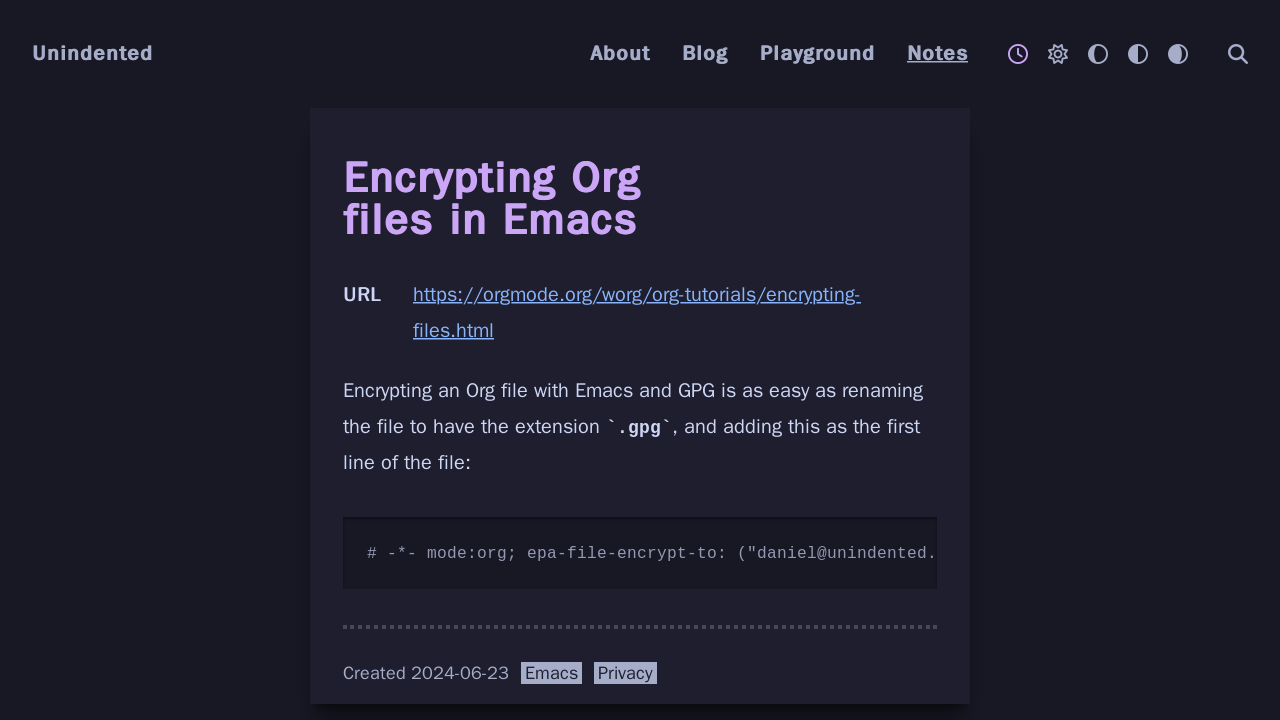 Unindented
About Blog Playground Notes
Encrypting Org
files in Emacs
URL https://orgmode.org/worg/org-tutorials/encrypting-
files.html
Encrypting an Org file with Emacs and GPG is as easy as renaming
the file to have the extension `.gpg`, and adding this as the first
line of the file:
# -*- mode:org; epa-file-encrypt-to: ("daniel@unindented.
Created 2024-06-23 Emacs Privacy